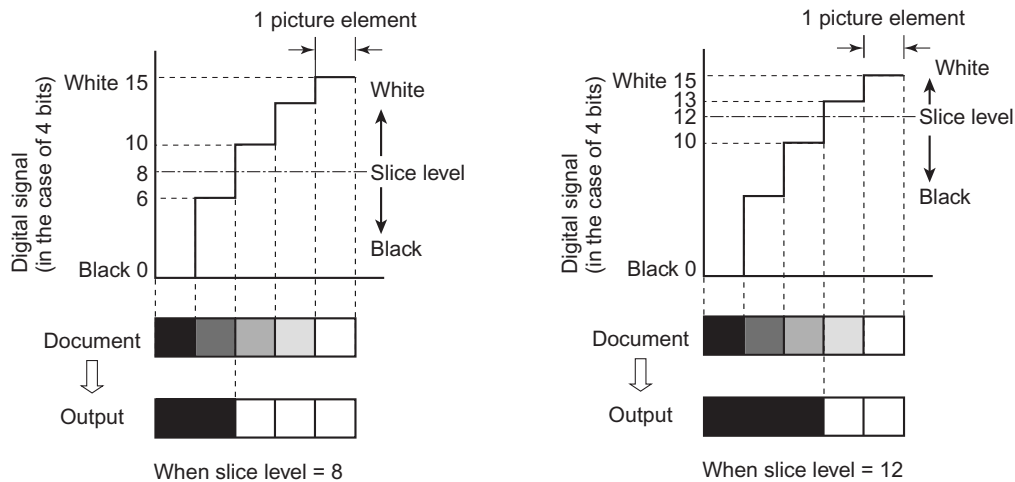 1 picture element
White 15
10
8
6
Black 0
Digital signal
(in the case of 4 bits)
White
Slice level
Black
Document
Output
When slice level = 8
1 picture element
White
15
13
12
10
Black 0
Digital signal
(in the case of 4 bits)
Slice level
Black
Document
Output
When slice level = 12